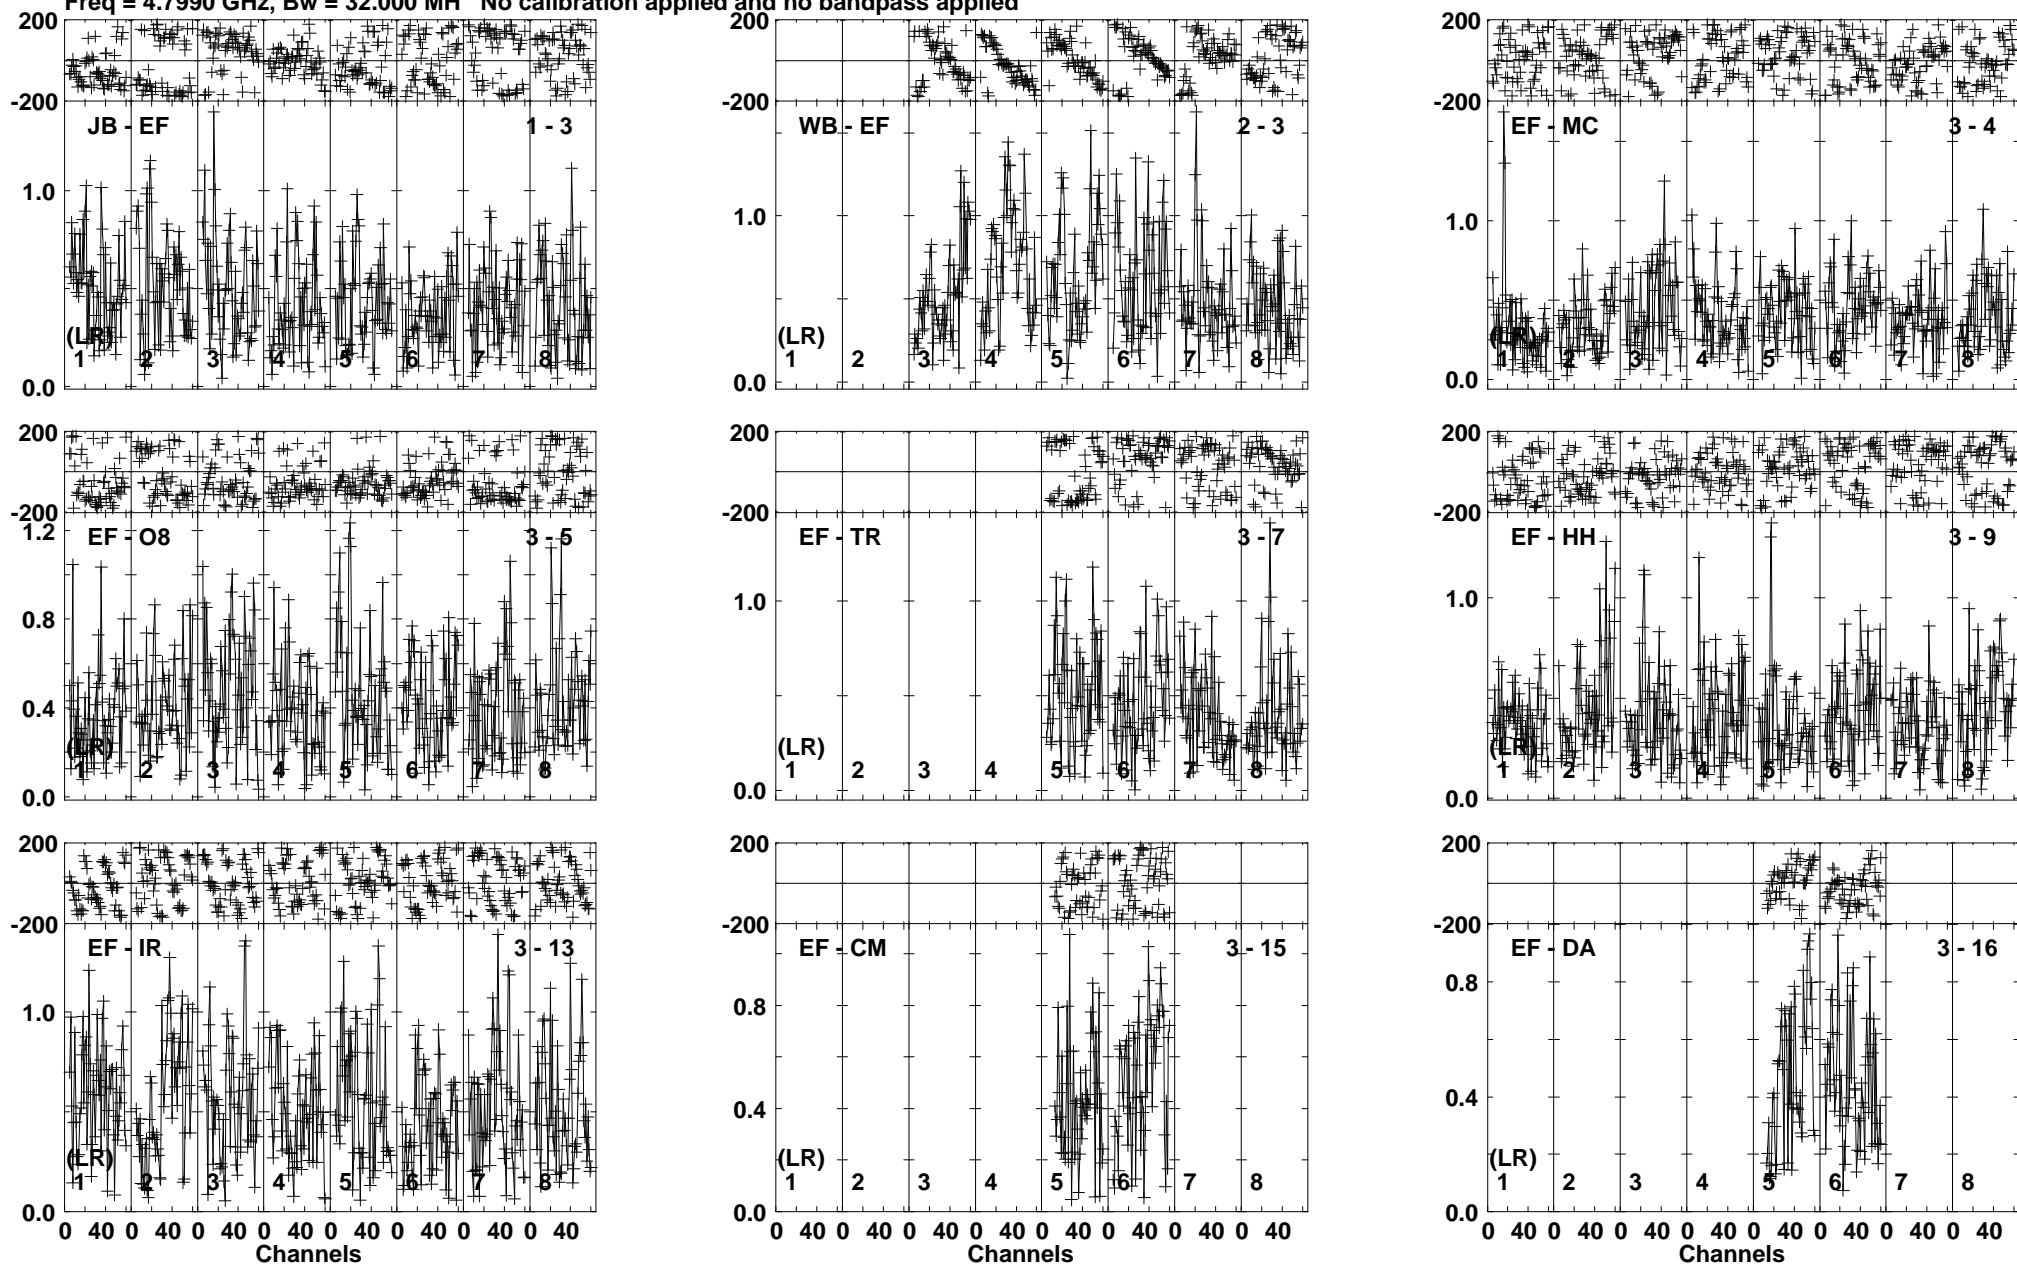 Freq = 4.7990 GHz, Bw = 32.000 MH No calibration applied and no bandpass applied
200 200 200
-200 -200 -200
JB - EF 1 - 3 WB - EF 2 - 3 EF - MC 3 - 4
1.0 1.0 1.0
(LR) (LR) (LR)
1 2 3 4 5 6 7 8 1 2 3 4 5 6 7 8 1 2 3 4 5 6 7 8
0.0 0.0 0.0
200 200 200
-200 -200 -200
EF - O8 3 - 5 EF - TR 3 - 7 EF - HH 3 - 9
1.2
1.0 1.0
0.8
0.4
(LR) (LR) (LR)
1 2 3 4 5 6 7 8 1 2 3 4 5 6 7 8 1 2 3 4 5 6 7 8
0.0 0.0 0.0
200 200 200
-200 -200 -200
EF - IR 3 - 13 EF - CM 3 - 15 EF - DA 3 - 16
1.0 0.8 0.8
0.4 0.4
(LR) (LR) (LR)
1 2 3 4 5 6 7 8 1 2 3 4 5 6 7 8 1 2 3 4 5 6 7 8
0.0 0.0 0.0
0 40 0 40 0 40 0 40 0 40 0 40 0 40 0 40 0 40 0 40 0 40 0 40 0 40 0 40 0 40 0 40 0 40 0 40 0 40 0 40 0 40 0 40 0 40 0 40
Channels Channels Channels